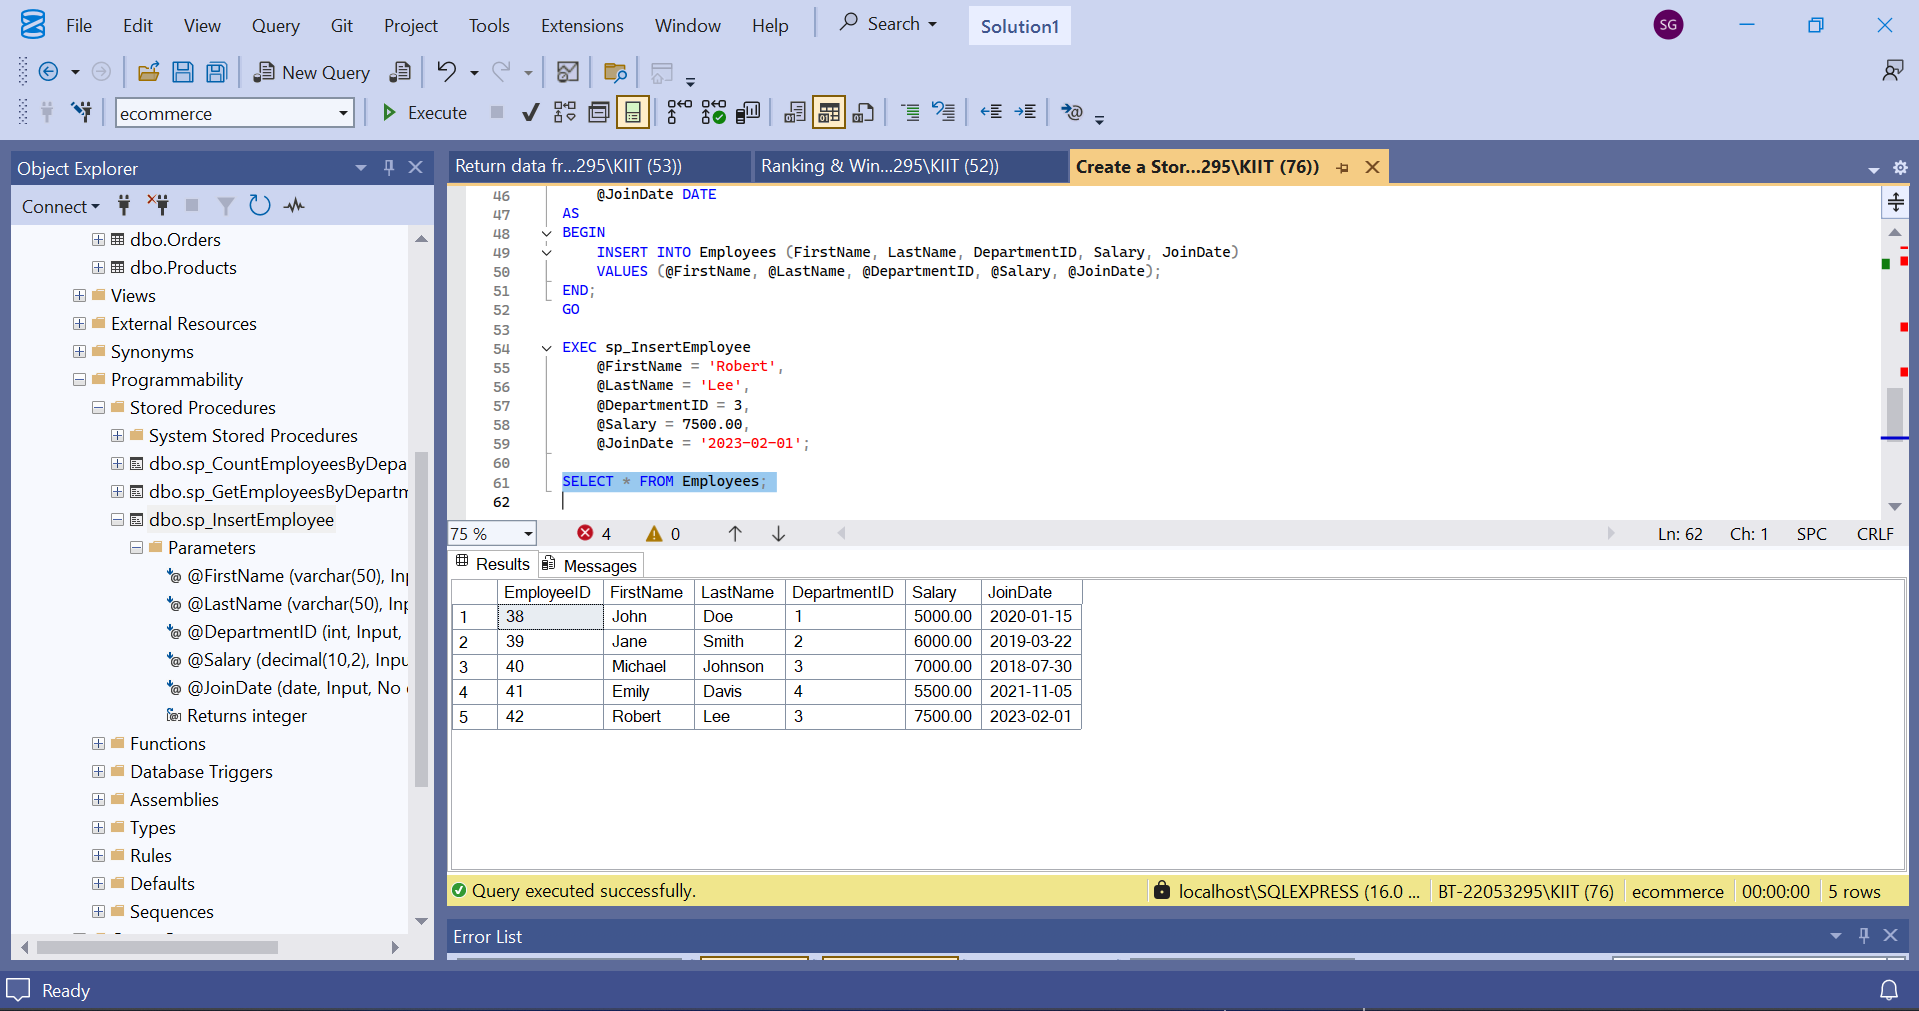 File Edit View Query Git Project Tools Extensions Window Help Search Solution1 SG
New Query
ecommerce Execute
Object Explorer
Connect
dbo.Orders
dbo.Products
Views
External Resources
Synonyms
Programmability
Stored Procedures
System Stored Procedures
dbo.sp_CountEmployeesByDepa
dbo.sp_GetEmployeesByDepartm
dbo.sp_InsertEmployee
Parameters
@FirstName (varchar(50), Inp
@LastName (varchar(50), Inp
@DepartmentID (int, Input,
@Salary (decimal(10,2), Inpu
@JoinDate (date, Input, No
Returns integer
Functions
Database Triggers
Assemblies
Types
Rules
Defaults
Sequences
Return data fr...295\KIIT (53)) Ranking & Win...295\KIIT (52)) Create a Stor...295\KIIT (76))
46 @JoinDate DATE
47 AS
48 BEGIN
49 INSERT INTO Employees (FirstName, LastName, DepartmentID, Salary, JoinDate)
50 VALUES (@FirstName, @LastName, @DepartmentID, @Salary, @JoinDate);
51 END;
52 GO
53
54 EXEC sp_InsertEmployee
55 @FirstName = 'Robert',
56 @LastName = 'Lee',
57 @DepartmentID = 3,
58 @Salary = 7500.00,
59 @JoinDate = '2023-02-01';
60
61 SELECT * FROM Employees;
62
75 % 4 0 Ln: 62 Ch: 1 SPC CRLF
Results Messages
EmployeeID FirstName LastName DepartmentID Salary JoinDate
1 38 John Doe 1 5000.00 2020-01-15
2 39 Jane Smith 2 6000.00 2019-03-22
3 40 Michael Johnson 3 7000.00 2018-07-30
4 41 Emily Davis 4 5500.00 2021-11-05
5 42 Robert Lee 3 7500.00 2023-02-01
Query executed successfully. localhost\SQLEXPRESS (16.0 ... BT-22053295\KIIT (76) ecommerce 00:00:00 5 rows
Error List
Ready